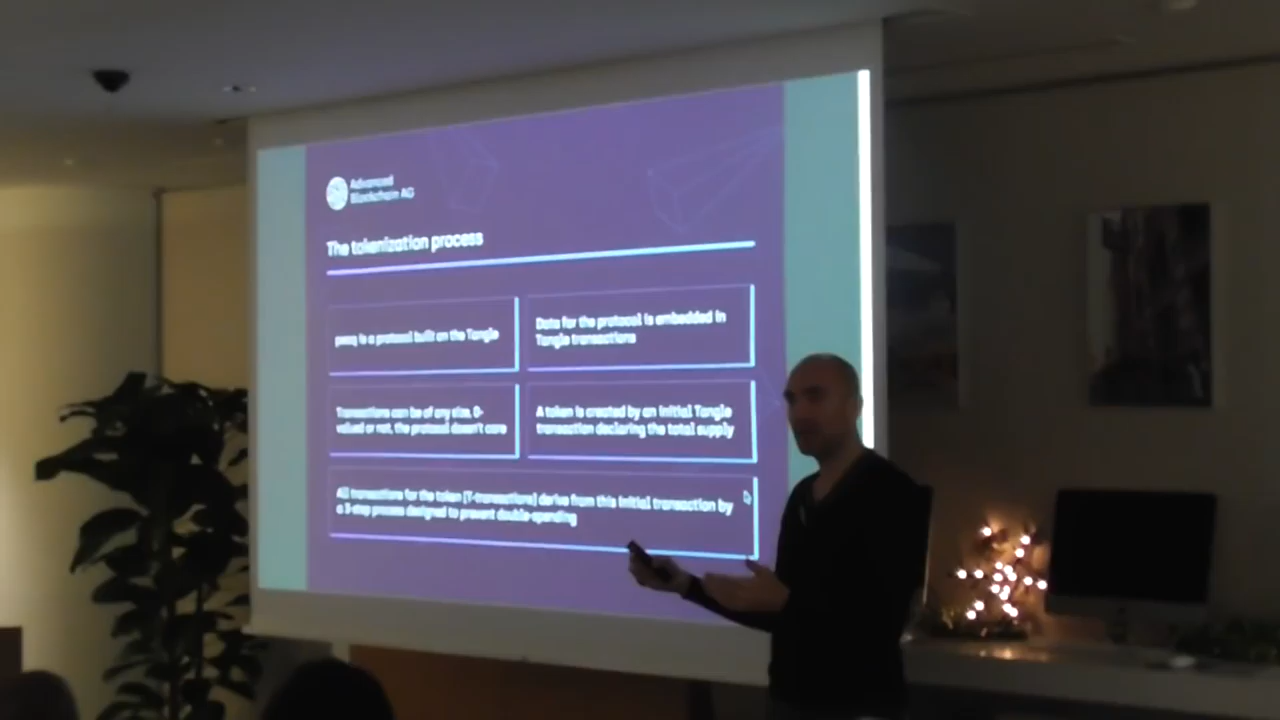 Advanced
Blockchain AG
The tokenization process
peaq is a protocol built on the Tangle
Data for the protocol is embedded in
Tangle transactions
Transactions can be of any size, 0-
valued or not, the protocol doesn't care
A token is created by an initial Tangle
transaction declaring the total supply
All transactions for the token (T-transactions) derive from this initial transaction by
a 3-step process designed to prevent double-spending